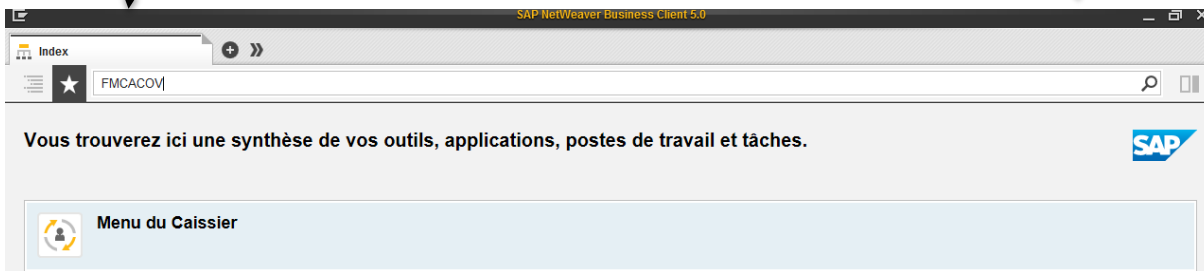 SAP NetWeaver Business Client 5.0
Index
FMCACOV
Vous trouverez ici une synthèse de vos outils, applications, postes de travail et tâches.
SAP
Menu du Caissier